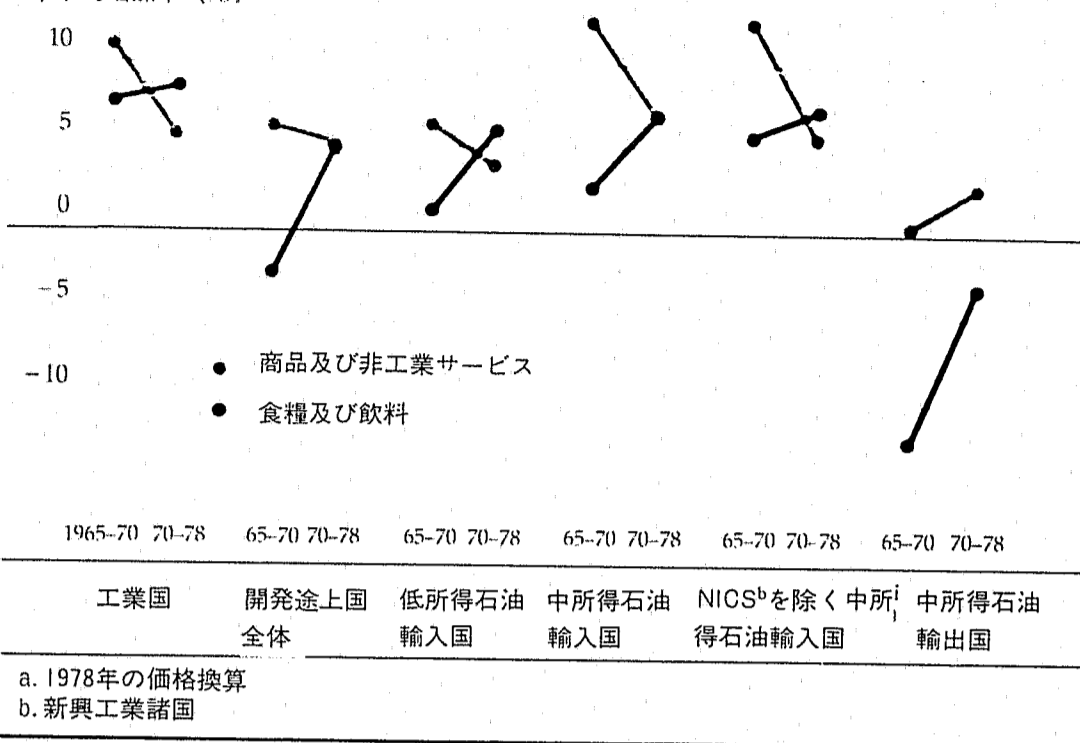 10
5
0
-5
-10
● 商品及び非工業サービス
● 食糧及び飲料
1965-70 70-78 65-70 70-78 65-70 70-78 65-70 70-78 65-70 70-78 65-70 70-78
工業国 開発途上国 低所得石油 中所得石油 NICSᵇを除く中所 中所得石油
全体 輸入国 輸入国 得石油輸入国 輸出国
a. 1978年の価格換算
b. 新興工業諸国